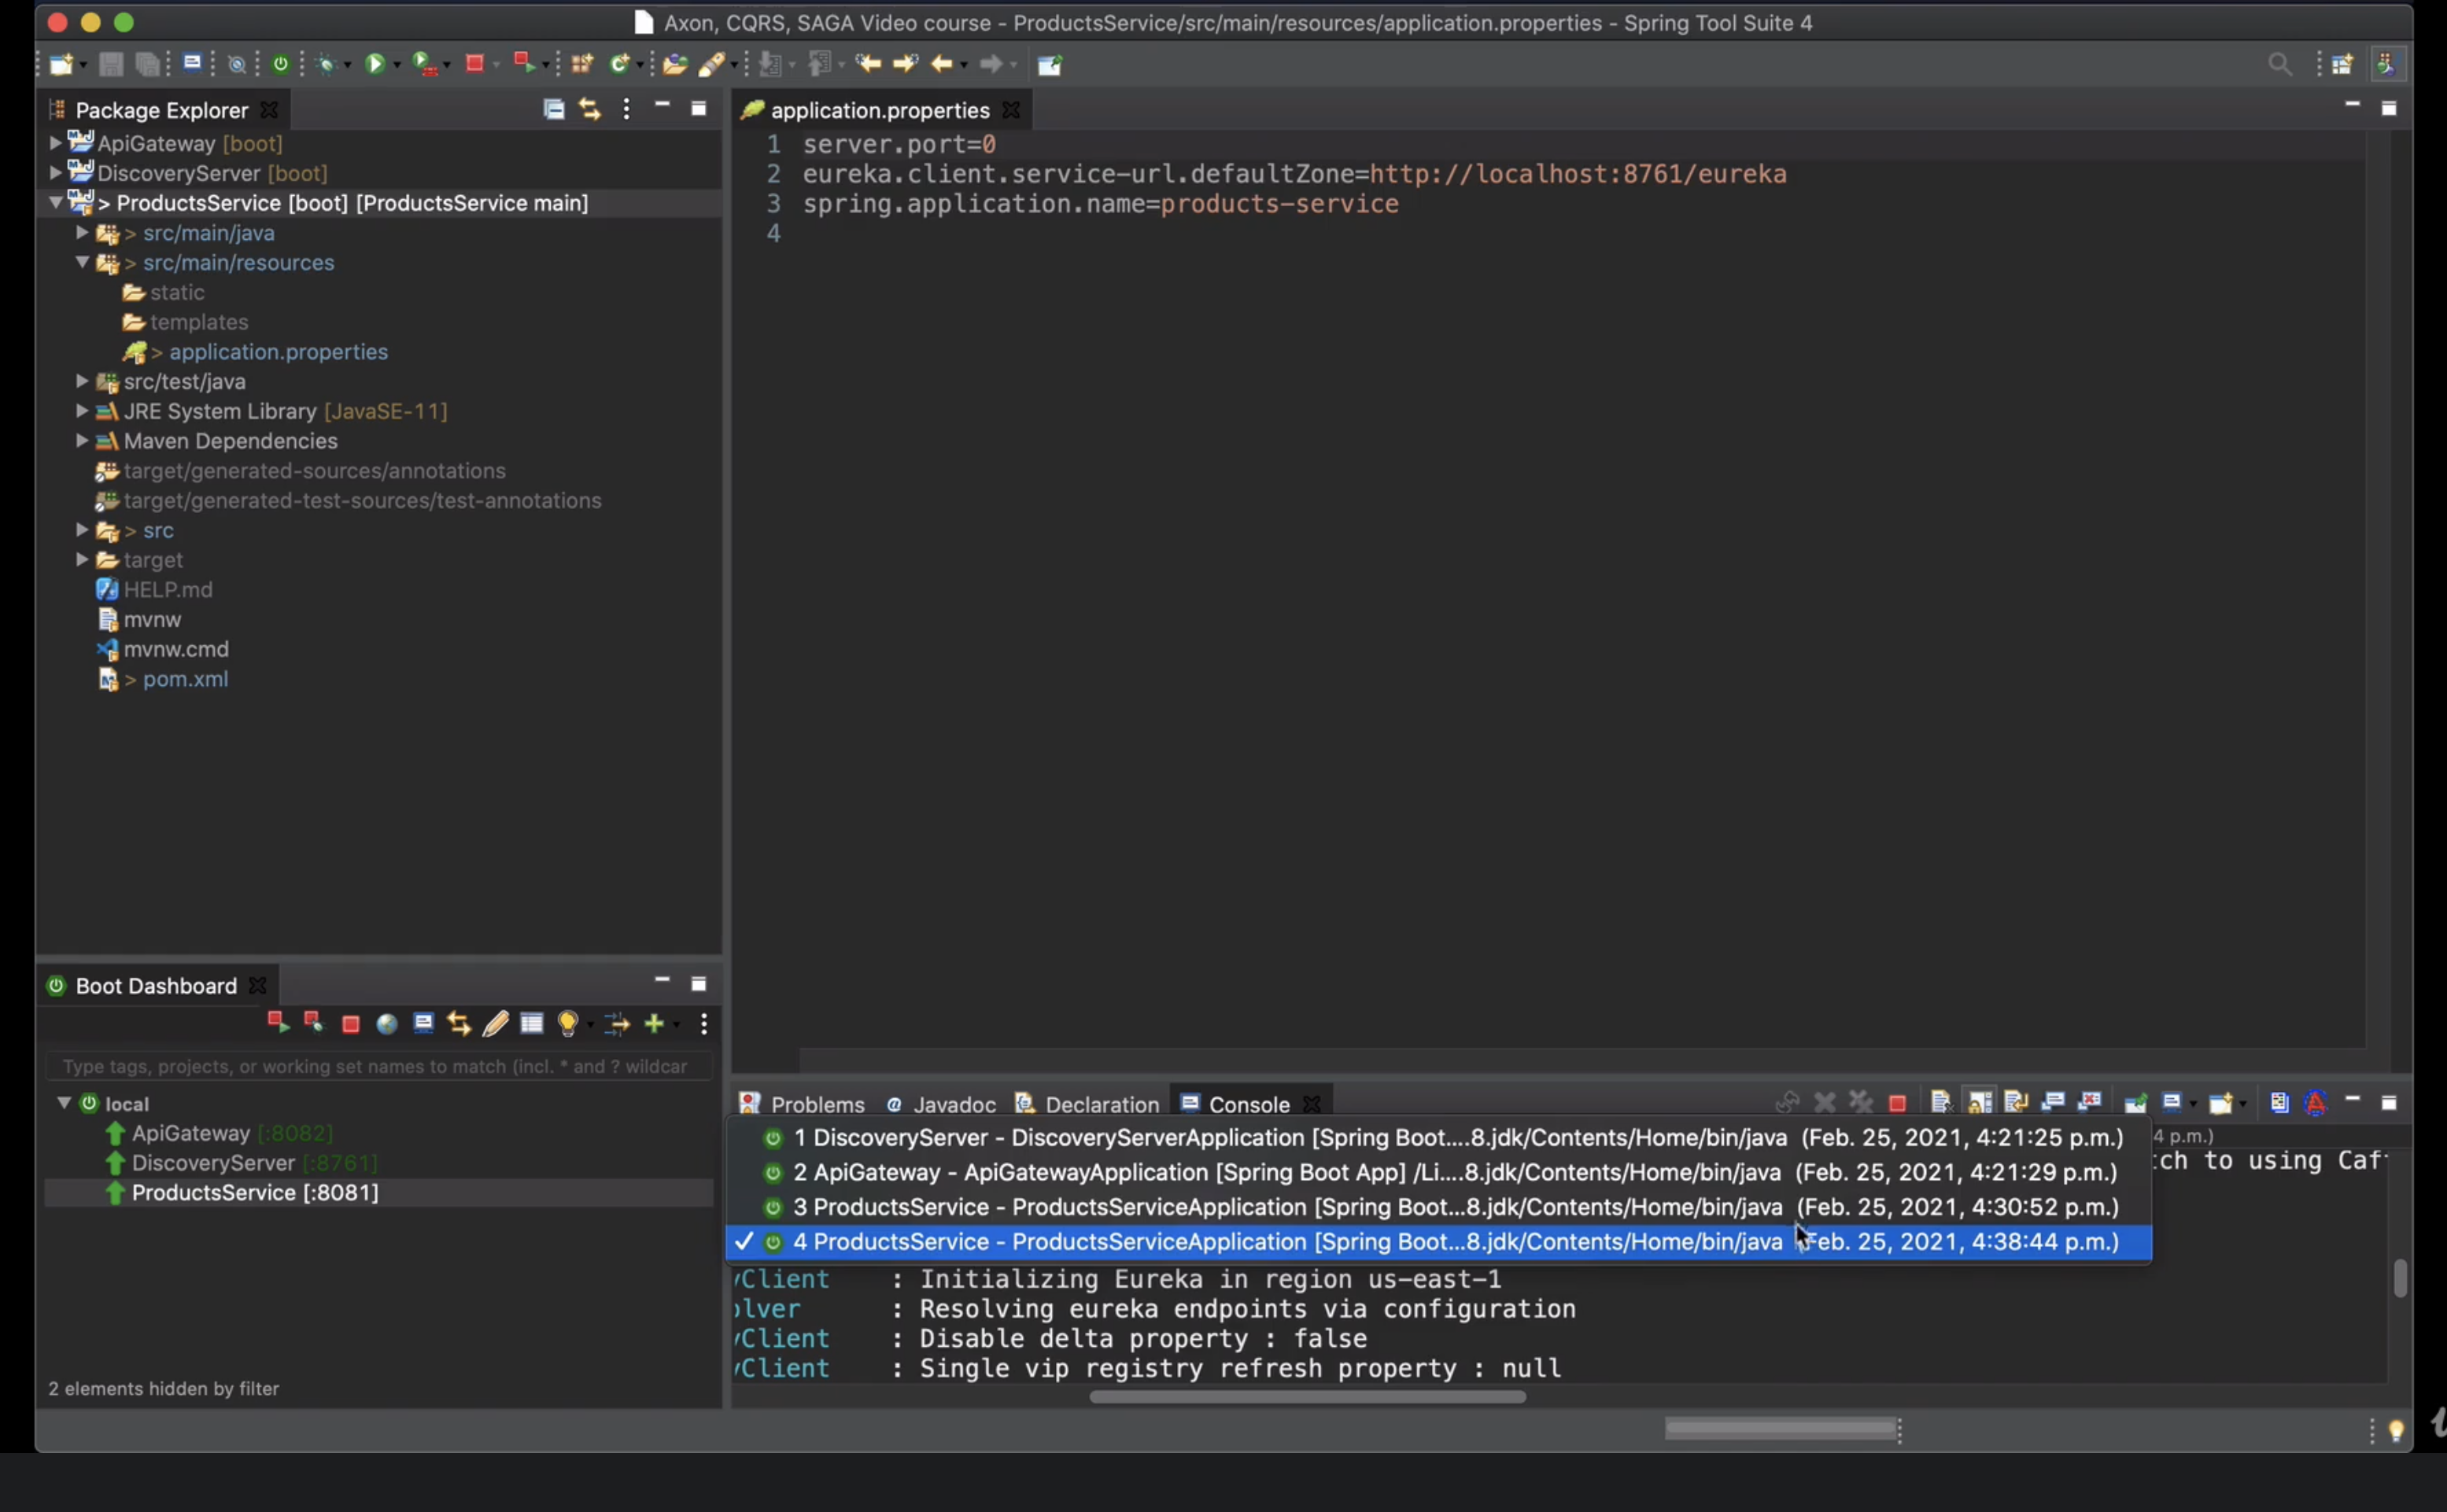 Axon, CQRS, SAGA Video course - ProductsService/src/main/resources/application.properties - Spring Tool Suite 4
Package Explorer
ApiGateway [boot]
DiscoveryServer [boot]
> ProductsService [boot] [ProductsService main]
> src/main/java
> src/main/resources
static
templates
> application.properties
src/test/java
JRE System Library [JavaSE-11]
Maven Dependencies
target/generated-sources/annotations
target/generated-test-sources/test-annotations
> src
target
HELP.md
mvnw
mvnw.cmd
> pom.xml
application.properties
1 server.port=0
2 eureka.client.service-url.defaultZone=http://localhost:8761/eureka
3 spring.application.name=products-service
4
Boot Dashboard
Type tags, projects, or working set names to match (incl. * and ? wildcar
local
ApiGateway [:8082]
DiscoveryServer [:8761]
ProductsService [:8081]
2 elements hidden by filter
Problems @ Javadoc Declaration Console
4 p.m.)
1 DiscoveryServer - DiscoveryServerApplication [Spring Boot....8.jdk/Contents/Home/bin/java (Feb. 25, 2021, 4:21:25 p.m.)
2 ApiGateway - ApiGatewayApplication [Spring Boot App] /Li....8.jdk/Contents/Home/bin/java (Feb. 25, 2021, 4:21:29 p.m.)
3 ProductsService - ProductsServiceApplication [Spring Boot...8.jdk/Contents/Home/bin/java (Feb. 25, 2021, 4:30:52 p.m.)
4 ProductsService - ProductsServiceApplication [Spring Boot...8.jdk/Contents/Home/bin/java Feb. 25, 2021, 4:38:44 p.m.)
ch to using Caf
yClient : Initializing Eureka in region us-east-1
olver : Resolving eureka endpoints via configuration
yClient : Disable delta property : false
yClient : Single vip registry refresh property : null